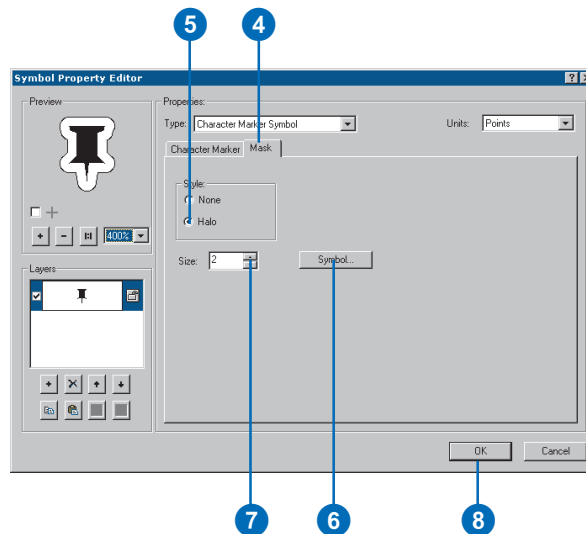 5 4
Symbol Property Editor
Preview
Properties:
Type: Character Marker Symbol Units: Points
Character Marker Mask
Style:
None
Halo
400%
Size: 2 Symbol...
Layers
OK Cancel
7 6 8